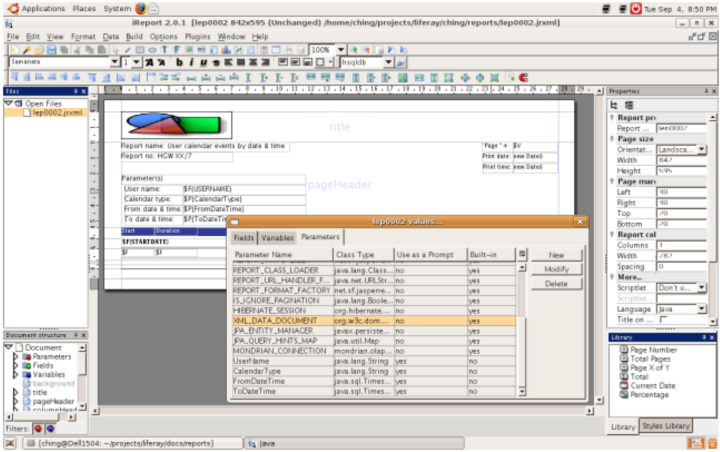 Applications Places System
Tue Sep 4, 8:50 PM
iReport 2.0.1 [lep0002 842x595 (Unchanged) /home/ching/projects/liferay/ching/reports/lep0002.jrxml]
File Edit View Format Data Build Options Plugins Window Help
100%
Samanata
1
hsqldb
Files
Open Files
lep0002.jrxml
title
Report name: User calendar events by date & time
Report no: HGW XX/7
"Page " + $V
Print date: new Date()
Print time: new Date()
pageHeader
Parameter(s)
User name: $P{USERNAME}
Calendar type: $P{CalendarType}
From date & time: $P{FromDateTime}
To date & time: $P{ToDateTi
Start Duration
$F{STARTDATE}
$F $F
lep0002 values...
Fields Variables Parameters
Parameter Name Class Type Use as a Prompt Built-in
REPORT_CLASS_LOADER java.lang.Class... no yes
REPORT_URL_HANDLER_F... java.net.URLStr... no yes
REPORT_FORMAT_FACTORY net.sf.jasperre... no yes
IS_IGNORE_PAGINATION java.lang.Boole... no yes
HIBERNATE_SESSION org.hibernate.... no yes
XML_DATA_DOCUMENT org.w3c.dom.... no yes
JPA_ENTITY_MANAGER javax.persiste... no yes
JPA_QUERY_HINTS_MAP java.util.Map no yes
MONDRIAN_CONNECTION mondrian.olap... no yes
UserName java.lang.String yes no
CalendarType java.lang.String yes no
FromDateTime java.sql.Times... yes no
ToDateTime java.sql.Times... yes no
New
Modify
Delete
Properties
Report pro
Report ... lep0002
Page size
Orientat... Landsca...
Width 842
Height 595
Page mar
Left 30
Right 30
Top 20
Bottom 20
Report col
Columns 1
Width 782
Spacing 0
More...
Scriptlet Don't u...
Scriptlet...
Language Java
Title on ...
Document structure
Document
Parameters
Fields
Variables
background
title
pageHeader
columnHead
Filters:
Library
Page Number
Total Pages
Page X of Y
Total
Current Date
Percentage
Library Styles Library
[ching@Dell1504: ~/projects/liferay/docs/reports]
Java